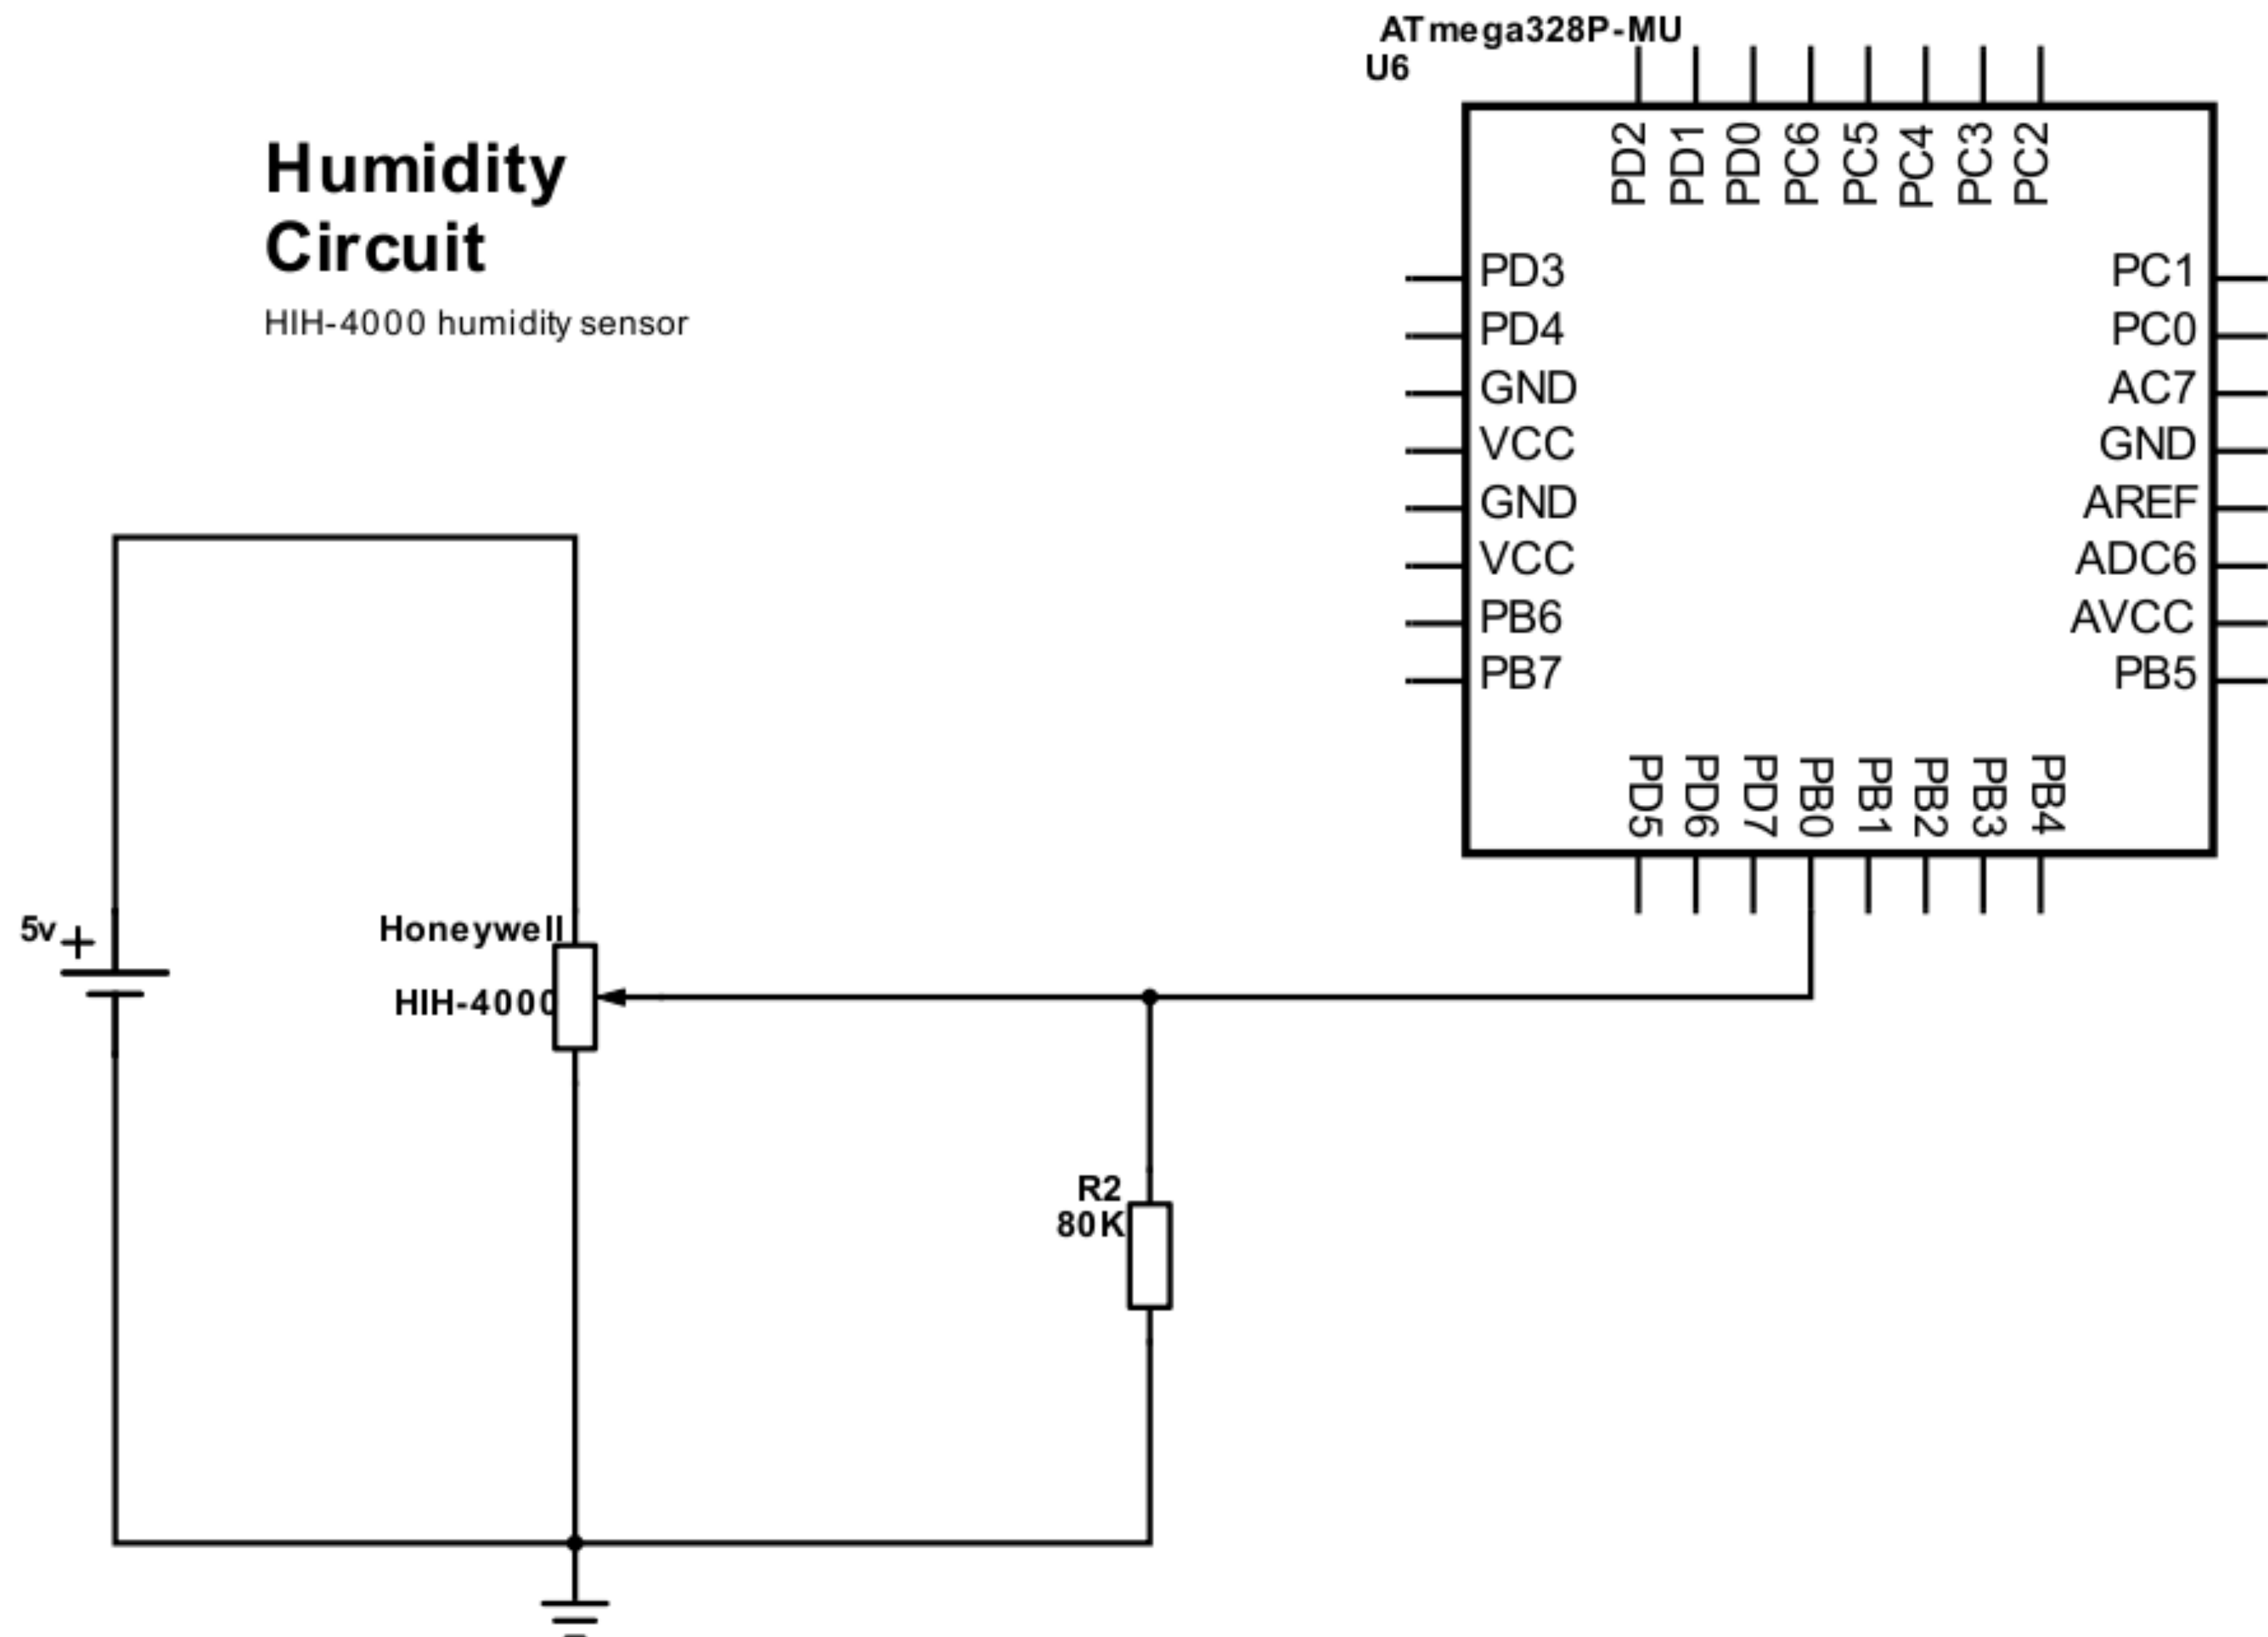 ATmega328P-MU
U6
Humidity
Circuit
HIH-4000 humidity sensor
PD2 PD1 PD0 PC6 PC5 PC4 PC3 PC2
PD3 PC1
PD4 PC0
GND AC7
VCC GND
GND AREF
VCC ADC6
PB6 AVCC
PB7 PB5
PD5 PD6 PD7 PB0 PB1 PB2 PB3 PB4
5v +
Honeywell
HIH-4000
R2
80K